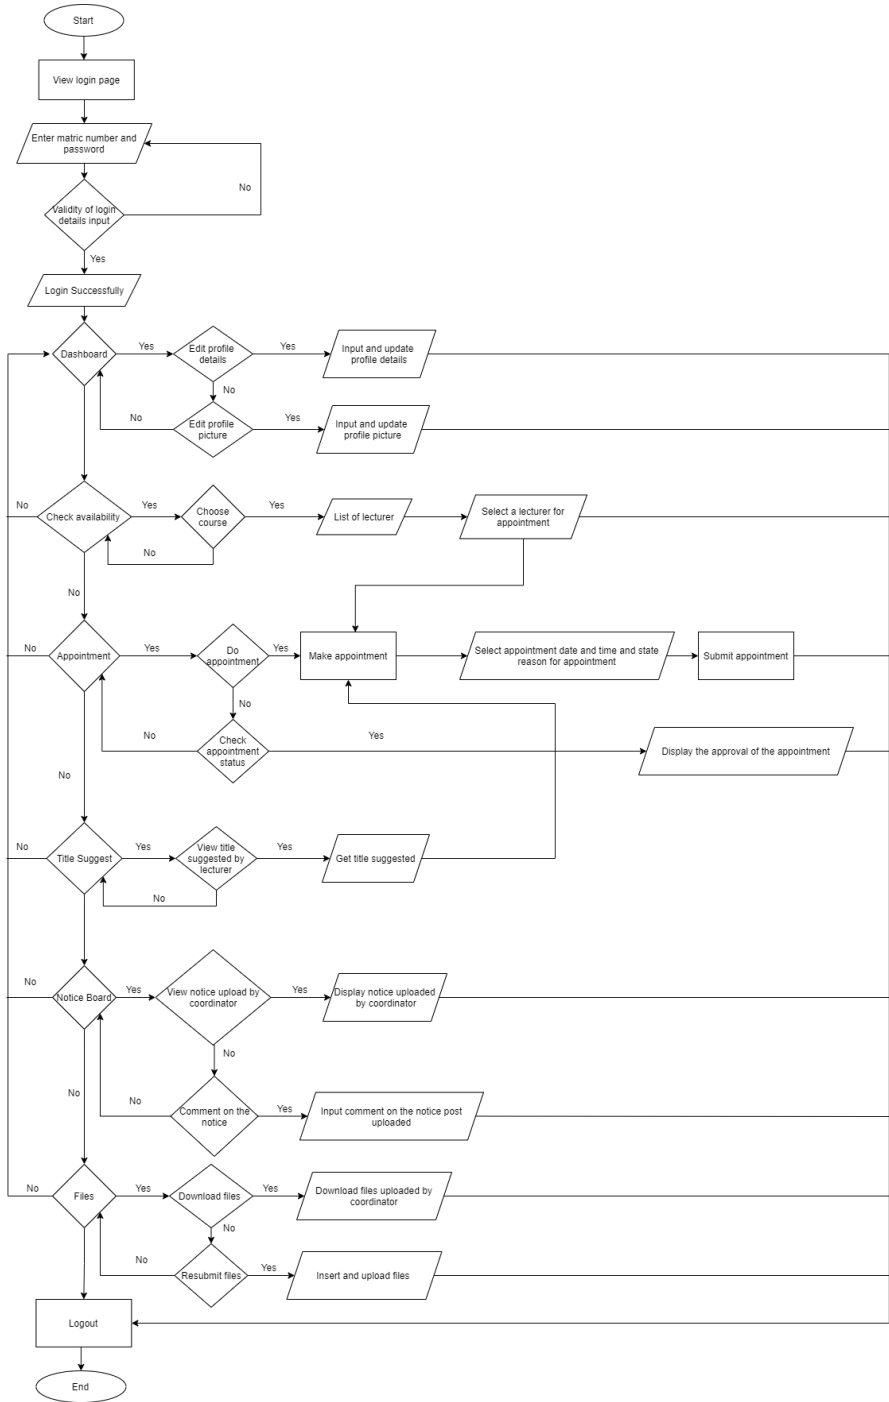 Start
View login page
Enter matric number and
password
No
Validity of login
details input
Yes
Login Successfully
Dashboard
Yes
Edit profile
details
Yes
Input and update
profile details
No
No
Edit profile
picture
Yes
Input and update
profile picture
No
Check availability
Yes
Choose
course
Yes
List of lecturer
Select a lecturer for
appointment
No
No
No
Appointment
Yes
Do
appointment
Yes
Make appointment
Select appointment date and time and state
reason for appointment
Submit appointment
No
No
Check
appointment
status
Yes
Display the approval of the appointment
No
No
Title Suggest
Yes
View title
suggested by
lecturer
Yes
Get title suggested
No
No
Notice Board
Yes
View notice upload by
coordinator
Yes
Display notice uploaded
by coordinator
No
No
No
Comment on the
notice
Yes
Input comment on the notice post
uploaded
No
Files
Yes
Download files
Yes
Download files uploaded by
coordinator
No
No
Resubmit files
Yes
Insert and upload files
Logout
End